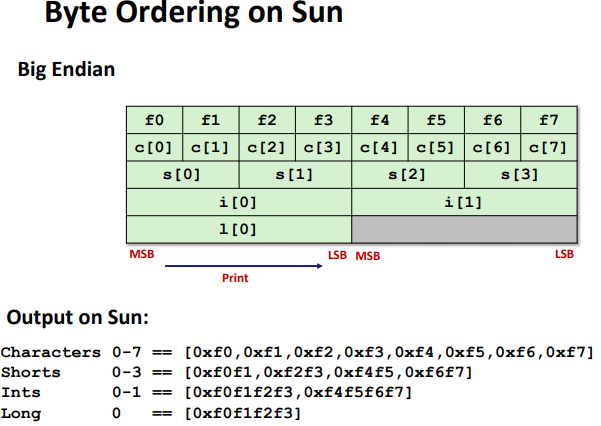 Byte Ordering on Sun
Big Endian
f0 f1 f2 f3 f4 f5 f6 f7
c[0] c[1] c[2] c[3] c[4] c[5] c[6] c[7]
s[0] s[1] s[2] s[3]
i[0] i[1]
l[0]
MSB LSB MSB LSB
Print
Output on Sun:
Characters 0-7 == [0xf0,0xf1,0xf2,0xf3,0xf4,0xf5,0xf6,0xf7]
Shorts 0-3 == [0xf0f1,0xf2f3,0xf4f5,0xf6f7]
Ints 0-1 == [0xf0f1f2f3,0xf4f5f6f7]
Long 0 == [0xf0f1f2f3]